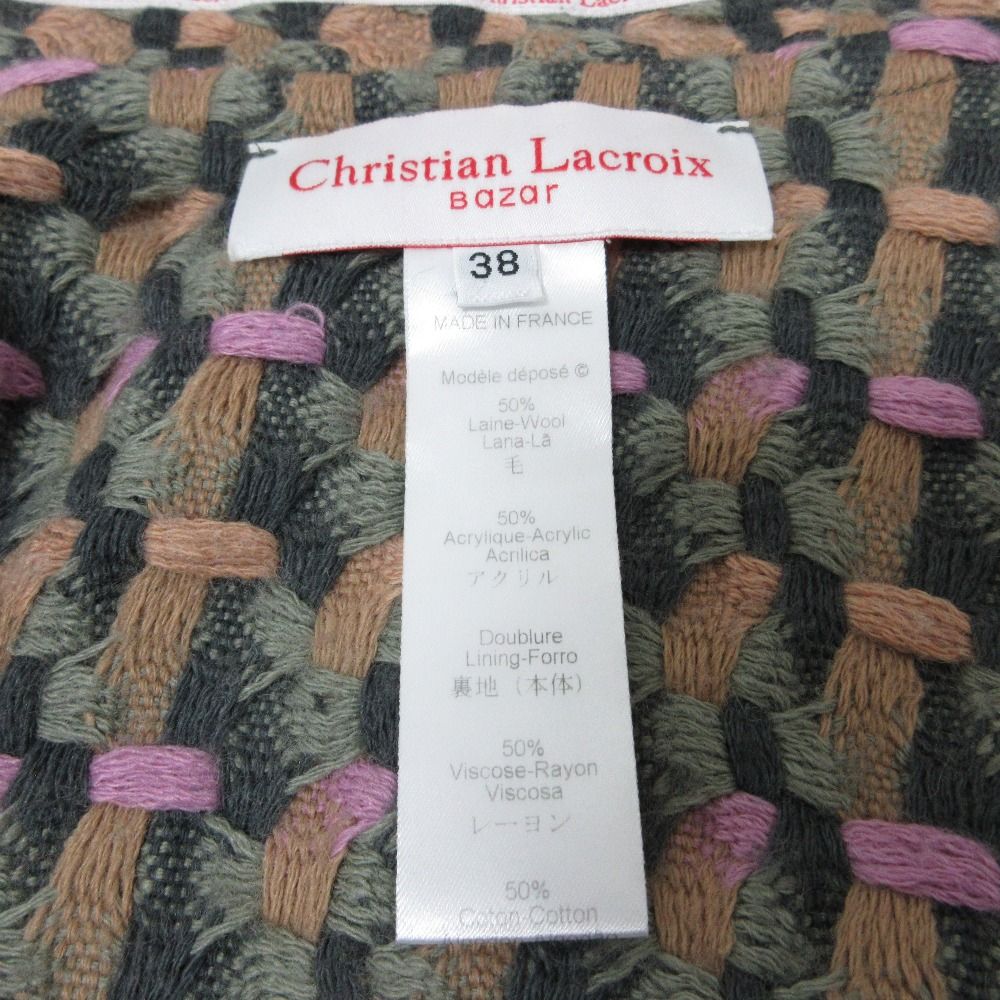 Christian Lac
Christian Lacroix
Bazar
38
MADE IN FRANCE
Modèle déposé ©
50%
Laine-Wool
Lana-Lã
毛
50%
Acrylique-Acrylic
Acrilica
アクリル
Doublure
Lining-Forro
裏地（本体）
50%
Viscose-Rayon
Viscosa
レーヨン
50%
Coton-Cotton